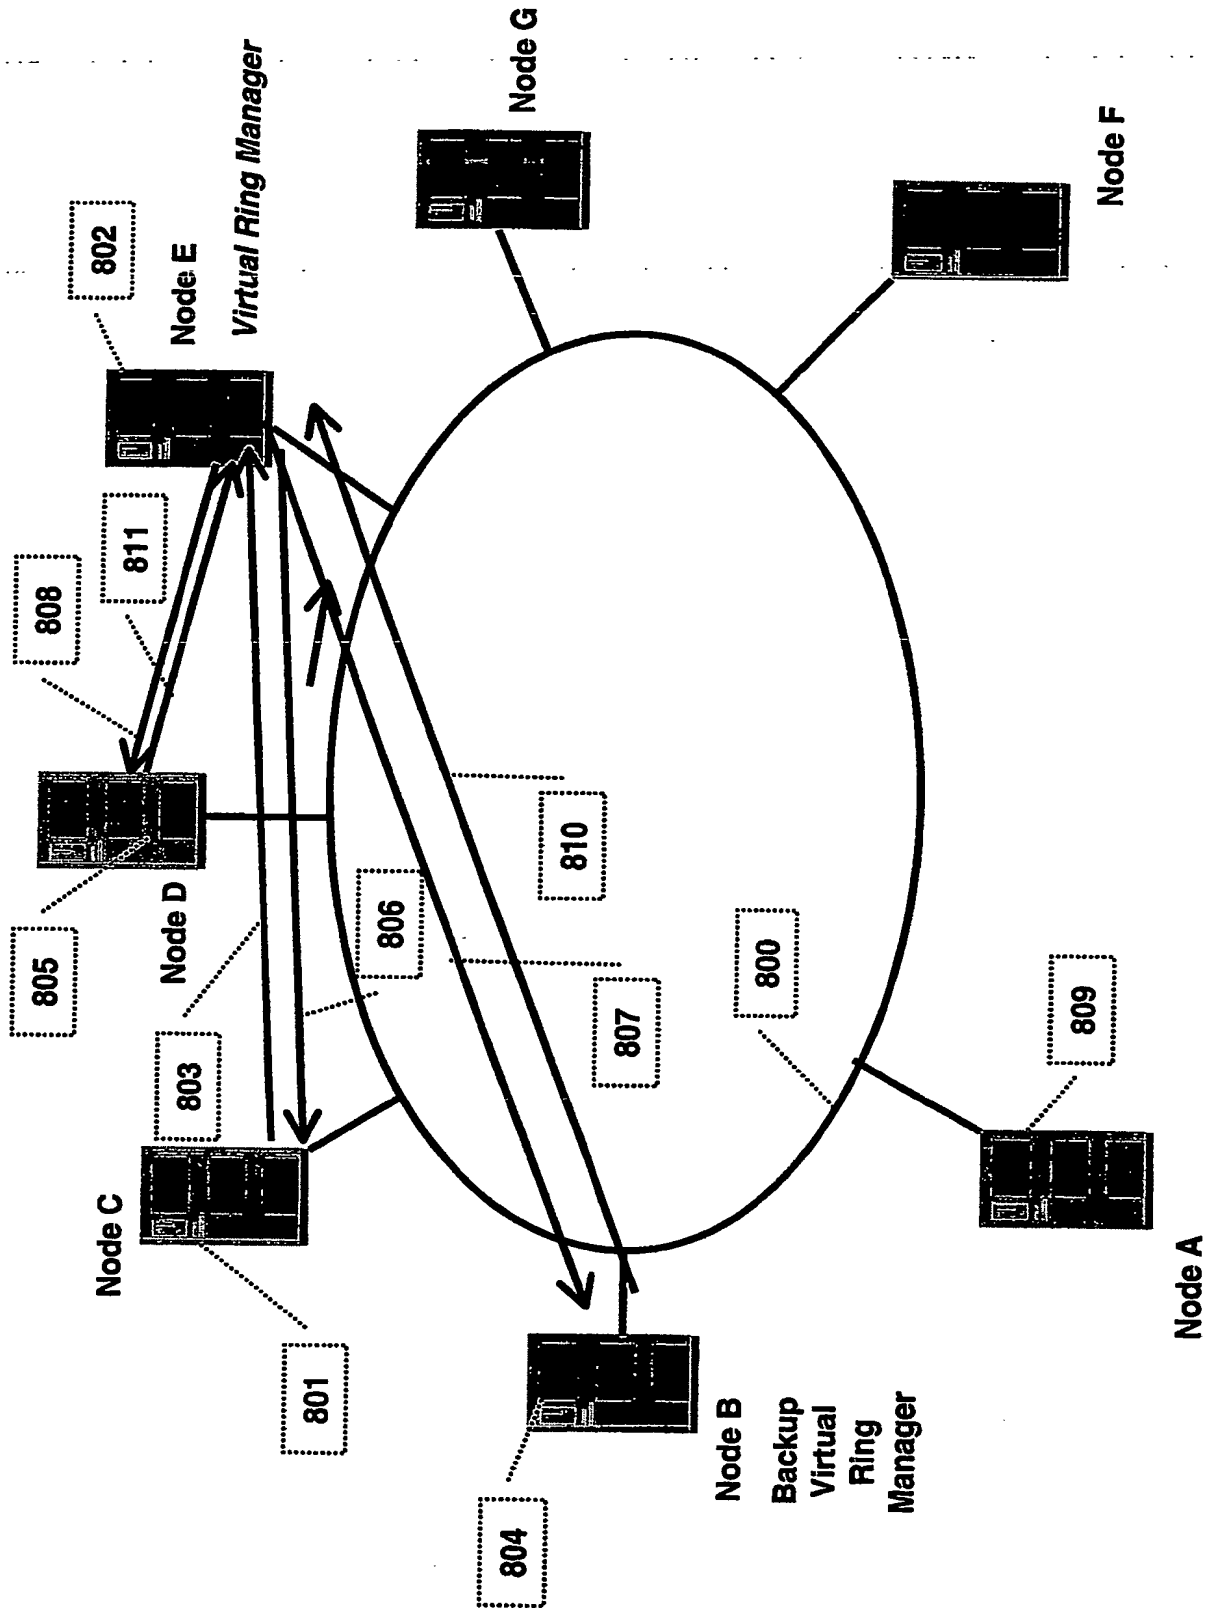 805
808
802
Node C
811
Node D
Node E
803
Virtual Ring Manager
801
806
804
Node G
810
807
Node B
800
Backup
Virtual
Ring
Manager
809
Node F
Node A